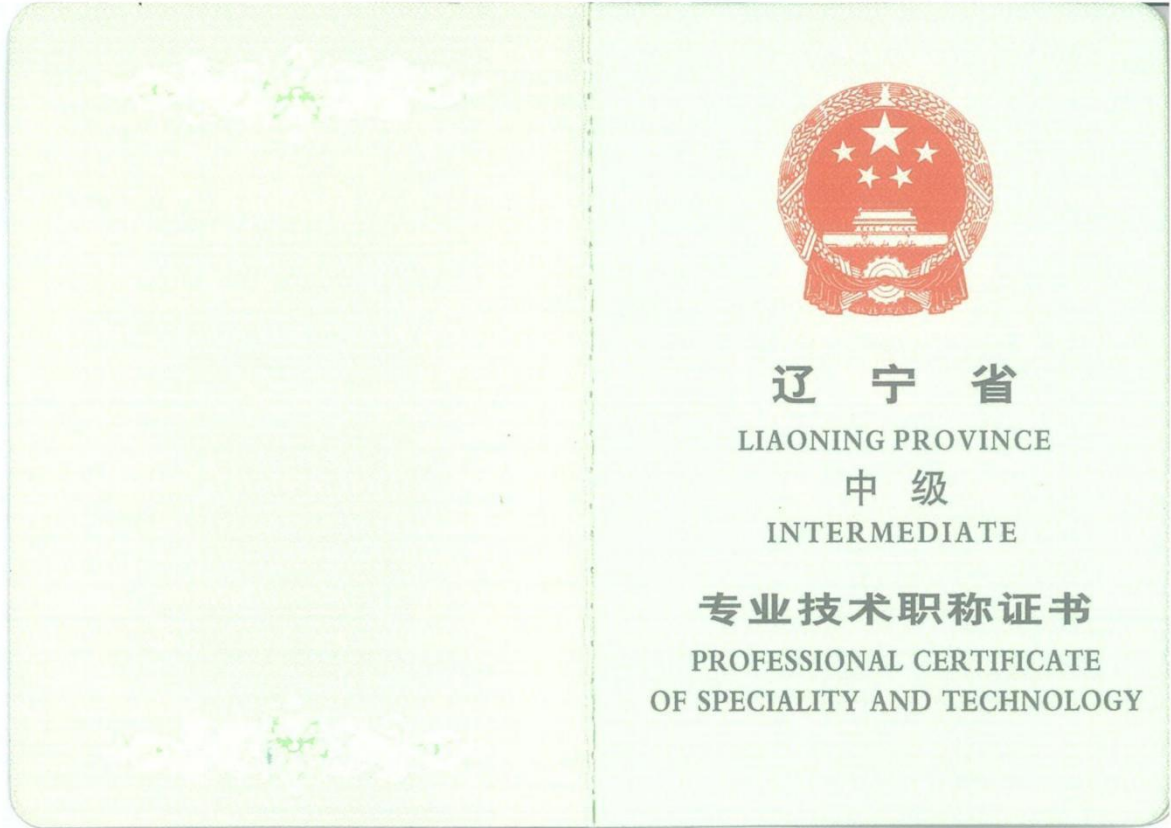 辽宁省
LIAONING PROVINCE
中级
INTERMEDIATE
专业技术职称证书
PROFESSIONAL CERTIFICATE
OF SPECIALITY AND TECHNOLOGY